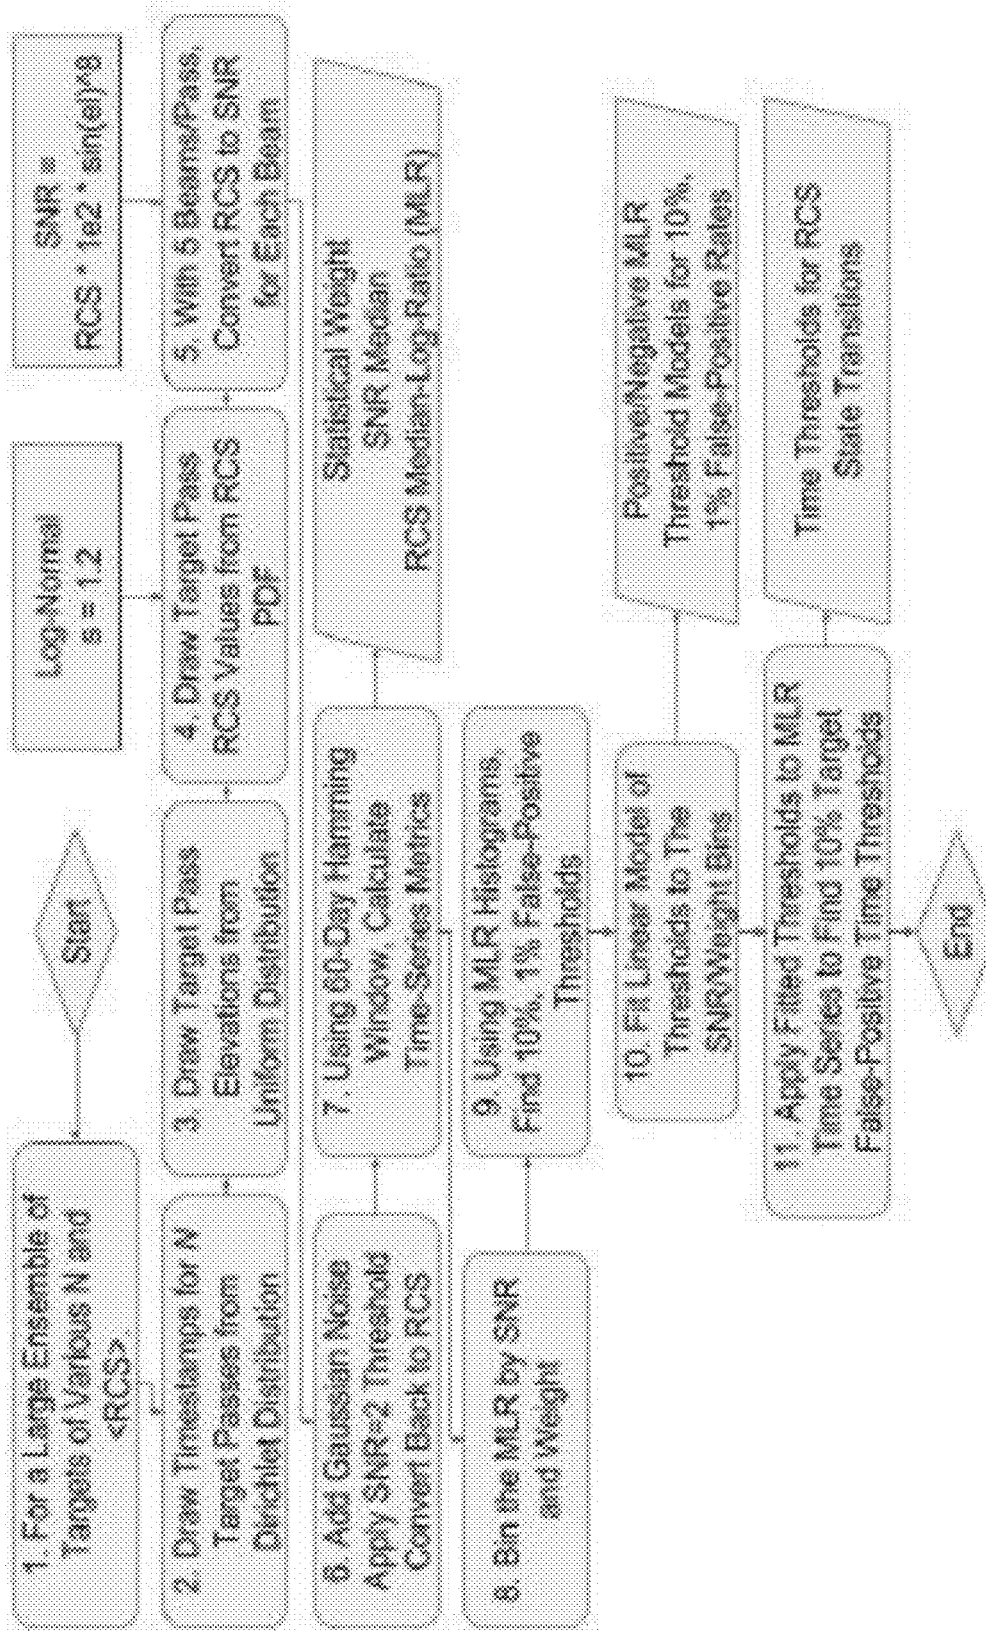 Start
1. For a Large Ensemble of
Targets of Various N and
<RCS>.
2. Draw Timestamps for N
Target Passes from
Dirichlet Distribution
3. Draw Target Pass
Elevations from
Uniform Distribution
Log-Normal
s = 1.2
4. Draw Target Pass
RCS Values from RCS
PDF
SNR =
RCS * 1e2 * sin(el)^8
5. With 5 Beams/Pass,
Convert RCS to SNR
for Each Beam
6. Add Gaussian Noise
Apply SNR=2 Threshold
Convert Back to RCS
7. Using 60-Day Hamming
Window, Calculate
Time-Series Metrics
Statistical Weight
SNR Median
RCS Median-Log-Ratio (MLR)
8. Bin the MLR by SNR
and Weight
9. Using MLR Histograms,
Find 10%, 1% False-Positive
Thresholds
10. Fit Linear Model of
Thresholds to The
SNR/Weight Bins
Positive/Negative MLR
Threshold Models for 10%,
1% False-Positive Rates
11. Apply Fitted Thresholds to MLR
Time Series to Find 10% Target
False-Positive Time Thresholds
Time Thresholds for RCS
State Transitions
End